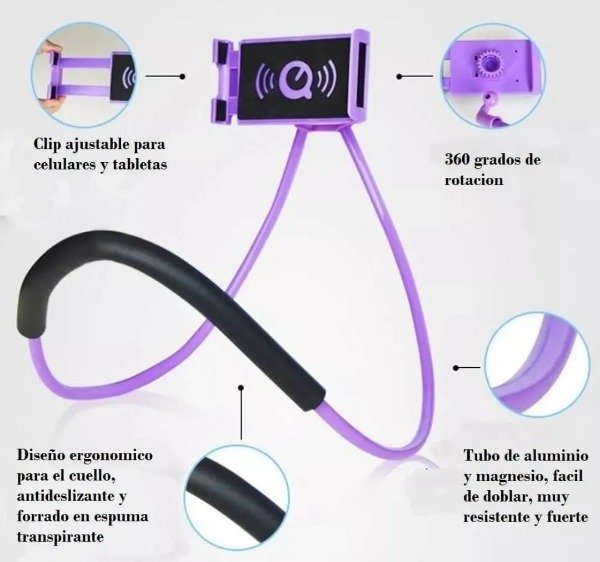 Clip ajustable para
celulares y tabletas
360 grados de
rotacion
Diseño ergonomico
para el cuello,
antideslizante y
forrado en espuma
transpirante
Tubo de aluminio
y magnesio, facil
de doblar, muy
resistente y fuerte